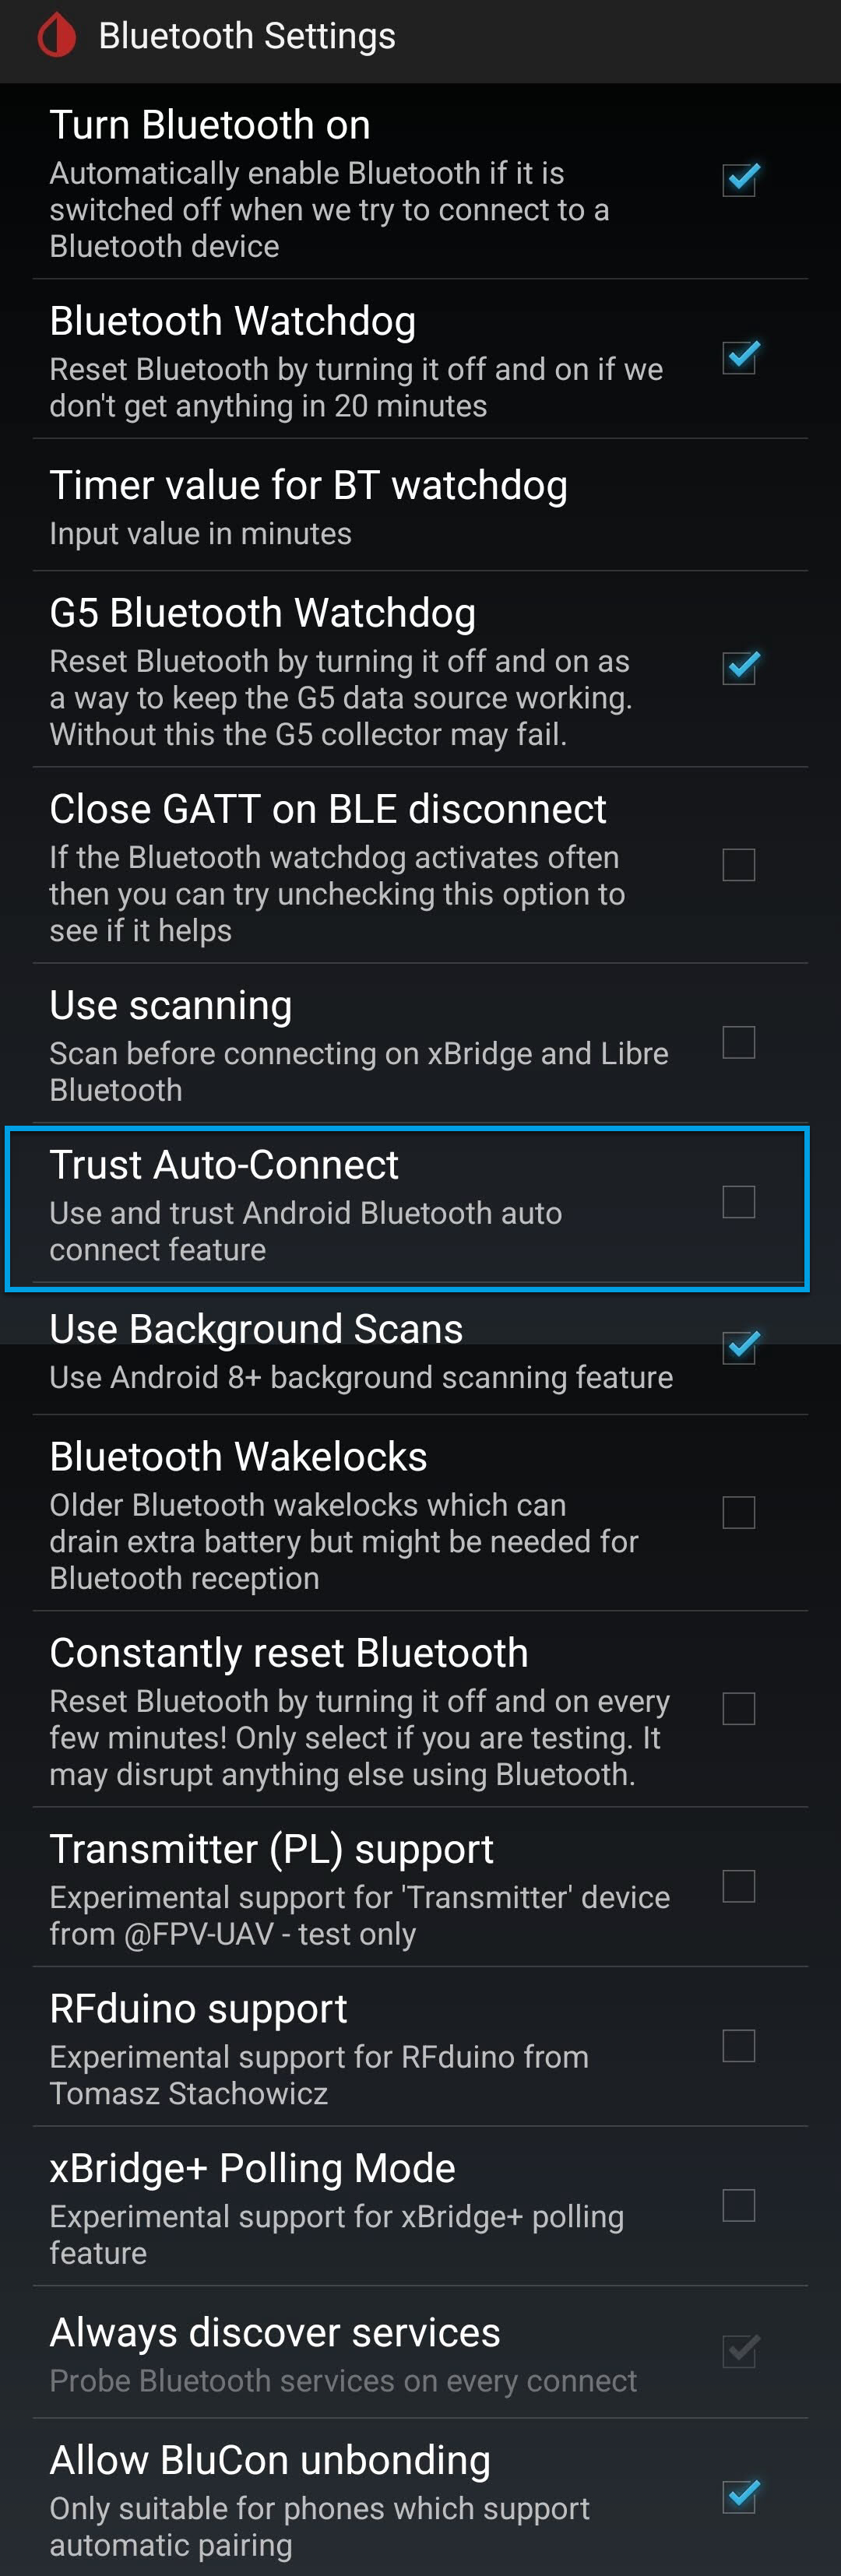 Bluetooth Settings
Turn Bluetooth on
Automatically enable Bluetooth if it is
switched off when we try to connect to a
Bluetooth device
Bluetooth Watchdog
Reset Bluetooth by turning it off and on if we
don't get anything in 20 minutes
Timer value for BT watchdog
Input value in minutes
G5 Bluetooth Watchdog
Reset Bluetooth by turning it off and on as
a way to keep the G5 data source working.
Without this the G5 collector may fail.
Close GATT on BLE disconnect
If the Bluetooth watchdog activates often
then you can try unchecking this option to
see if it helps
Use scanning
Scan before connecting on xBridge and Libre
Bluetooth
Trust Auto-Connect
Use and trust Android Bluetooth auto
connect feature
Use Background Scans
Use Android 8+ background scanning feature
Bluetooth Wakelocks
Older Bluetooth wakelocks which can
drain extra battery but might be needed for
Bluetooth reception
Constantly reset Bluetooth
Reset Bluetooth by turning it off and on every
few minutes! Only select if you are testing. It
may disrupt anything else using Bluetooth.
Transmitter (PL) support
Experimental support for 'Transmitter' device
from @FPV-UAV - test only
RFduino support
Experimental support for RFduino from
Tomasz Stachowicz
xBridge+ Polling Mode
Experimental support for xBridge+ polling
feature
Always discover services
Probe Bluetooth services on every connect
Allow BluCon unbonding
Only suitable for phones which support
automatic pairing